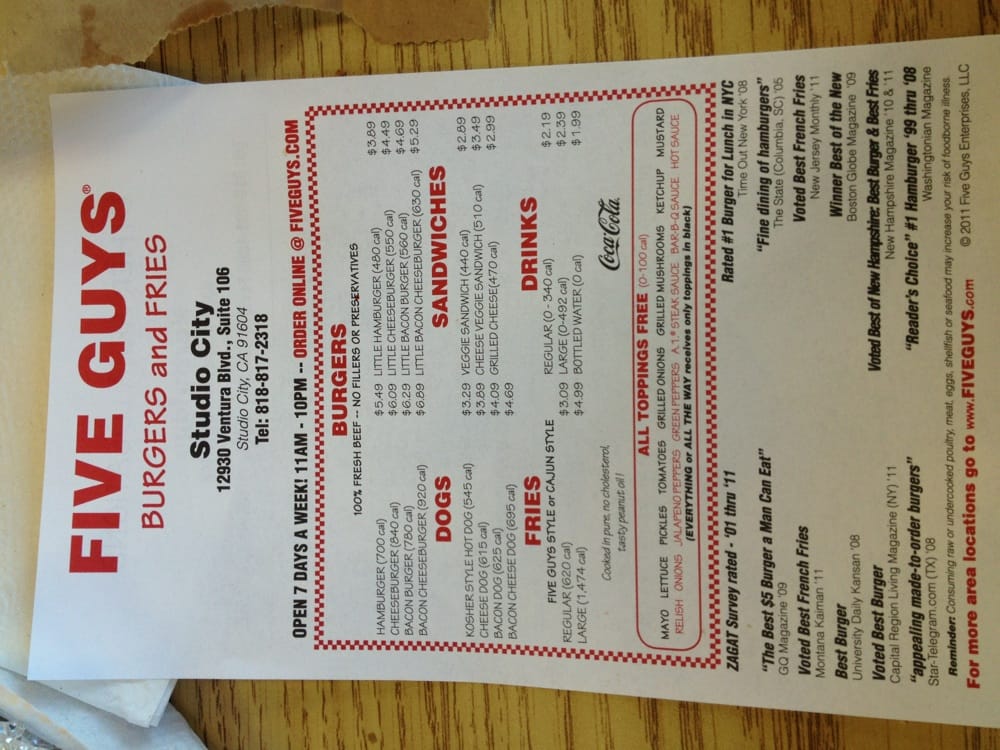 FIVE GUYS®
BURGERS and FRIES
Studio City
12930 Ventura Blvd., Suite 106
Studio City, CA 91604
Tel: 818-817-2318
OPEN 7 DAYS A WEEK! 11AM - 10PM -- ORDER ONLINE @ FIVEGUYS.COM
BURGERS
100% FRESH BEEF -- NO FILLERS OR PRESERVATIVES
HAMBURGER (700 cal) $5.49 LITTLE HAMBURGER (480 cal) $3.89
CHEESEBURGER (840 cal) $6.09 LITTLE CHEESEBURGER (550 cal) $4.49
BACON BURGER (780 cal) $6.29 LITTLE BACON BURGER (560 cal) $4.69
BACON CHEESEBURGER (920 cal) $6.89 LITTLE BACON CHEESEBURGER (630 cal) $5.29
DOGS
KOSHER STYLE HOT DOG (545 cal) $3.29
CHEESE DOG (615 cal) $3.89
BACON DOG (625 cal) $4.09
BACON CHEESE DOG (695 cal) $4.69
SANDWICHES
VEGGIE SANDWICH (440 cal) $2.89
CHEESE VEGGIE SANDWICH (510 cal) $3.49
GRILLED CHEESE(470 cal) $2.99
FRIES
FIVE GUYS STYLE or CAJUN STYLE
REGULAR (620 cal) $3.09
LARGE (1,474 cal) $4.99
Cooked in pure, no cholesterol,
tasty peanut oil!
DRINKS
REGULAR (0 - 340 cal) $2.19
LARGE (0-492 cal) $2.39
BOTTLED WATER (0 cal) $1.99
Coca-Cola
ALL TOPPINGS FREE (0-100 cal)
MAYO LETTUCE PICKLES TOMATOES GRILLED ONIONS GRILLED MUSHROOMS KETCHUP MUSTARD
RELISH ONIONS JALAPENO PEPPERS GREEN PEPPERS A.1.® STEAK SAUCE BAR-B-Q SAUCE HOT SAUCE
(EVERYTHING or ALL THE WAY receives only toppings in black)
ZAGAT Survey rated - '01 thru '11
"The Best $5 Burger a Man Can Eat"
GQ Magazine '09
Voted Best French Fries
Montana Kaiman '11
Best Burger
University Daily Kansan '08
Voted Best Burger
Capital Region Living Magazine (NY) '11
"appealing made-to-order burgers"
Star-Telegram.com (TX) '08
Rated #1 Burger for Lunch in NYC
Time Out New York '08
"Fine dining of hamburgers"
The State (Columbia, SC) '05
Voted Best French Fries
New Jersey Monthly '11
Winner Best of the New
Boston Globe Magazine '09
Voted Best of New Hampshire: Best Burger & Best Fries
New Hampshire Magazine '10 & '11
"Reader's Choice" #1 Hamburger '99 thru '08
Washingtonian Magazine
Reminder: Consuming raw or undercooked poultry, meat, eggs, shellfish or seafood may increase your risk of foodborne illness.
For more area locations go to www.FIVEGUYS.com © 2011 Five Guys Enterprises, LLC